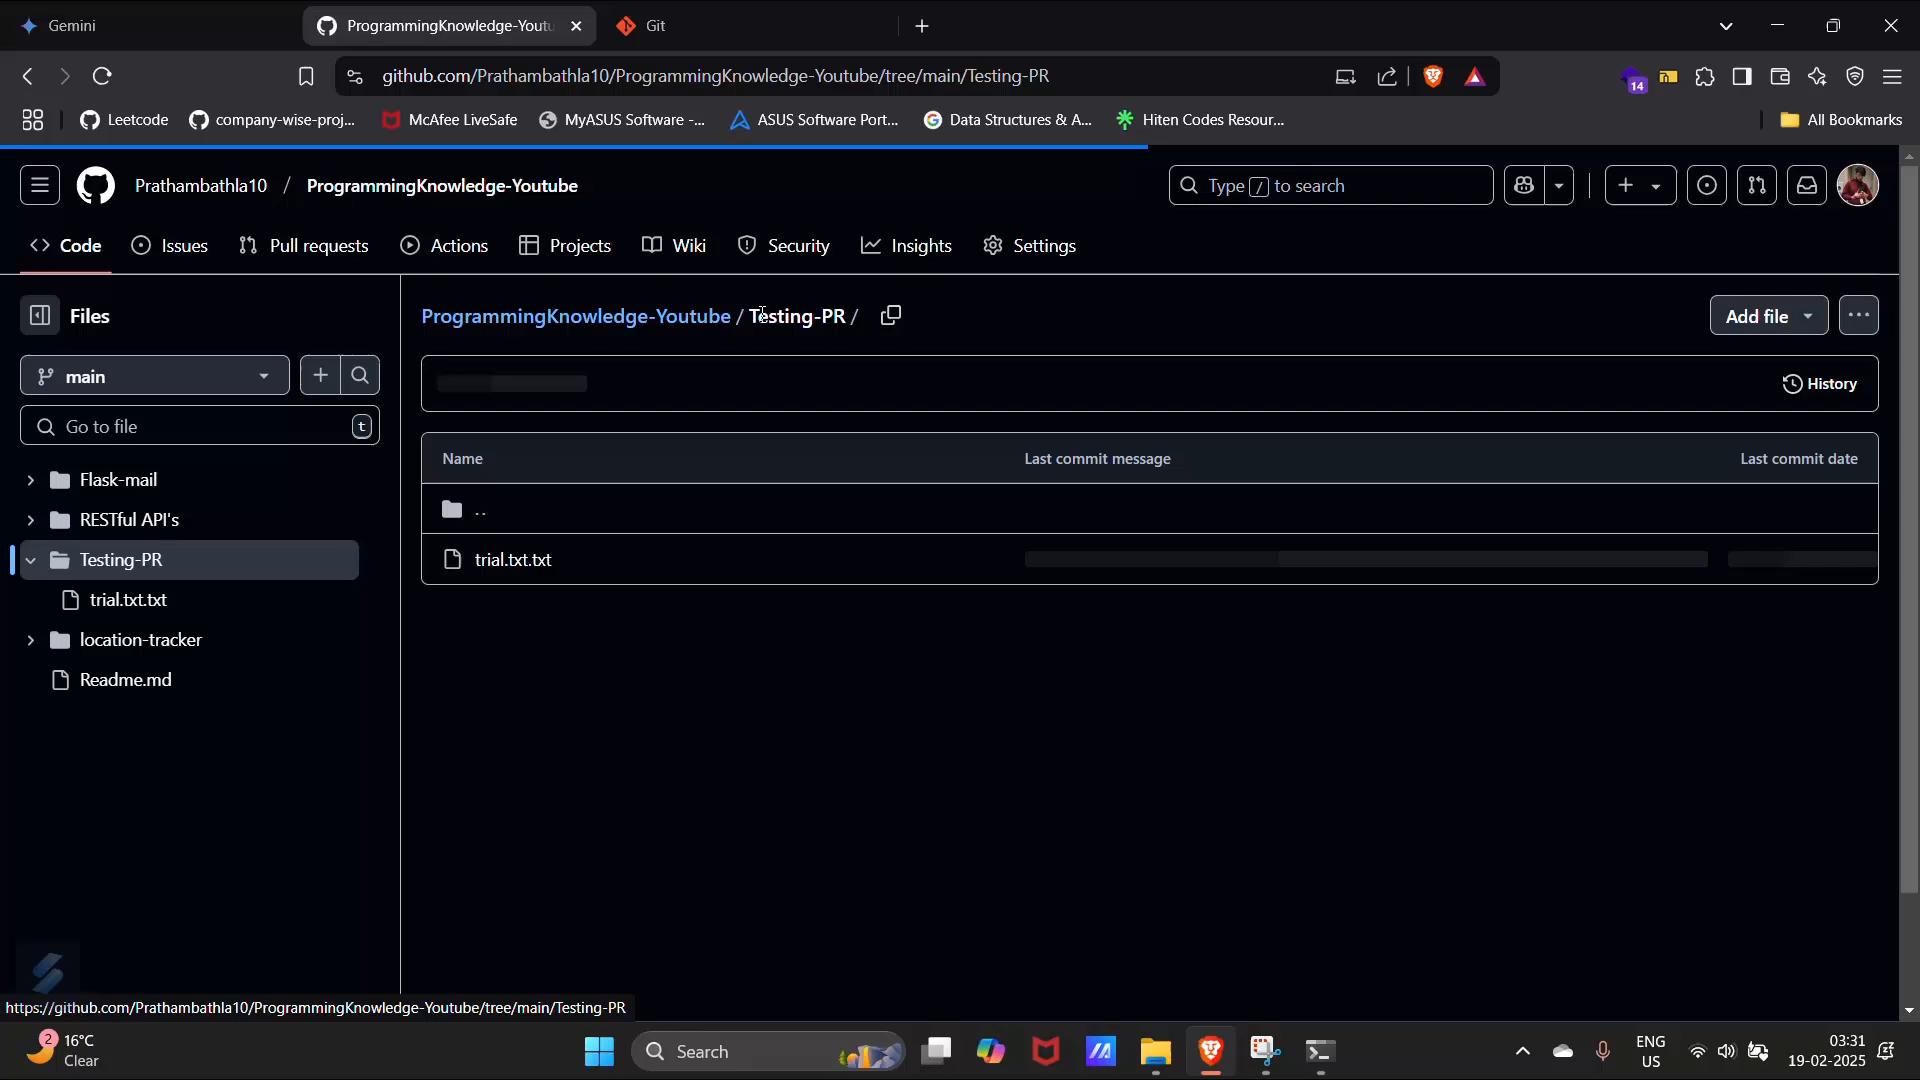 Gemini
ProgrammingKnowledge-Youtu
Git
github.com/Prathambathla10/ProgrammingKnowledge-Youtube/tree/main/Testing-PR
14
Leetcode
company-wise-proj...
McAfee LiveSafe
MyASUS Software -...
ASUS Software Port...
Data Structures & A...
Hiten Codes Resour...
All Bookmarks
Prathambathla10 / ProgrammingKnowledge-Youtube
Type / to search
Code
Issues
Pull requests
Actions
Projects
Wiki
Security
Insights
Settings
Files
main
Go to file
t
Flask-mail
RESTful API's
Testing-PR
trial.txt.txt
location-tracker
Readme.md
ProgrammingKnowledge-Youtube / Testing-PR /
Add file
History
Name
Last commit message
Last commit date
..
trial.txt.txt
https://github.com/Prathambathla10/ProgrammingKnowledge-Youtube/tree/main/Testing-PR
2
16°C
Clear
Search
ENG
US
03:31
19-02-2025